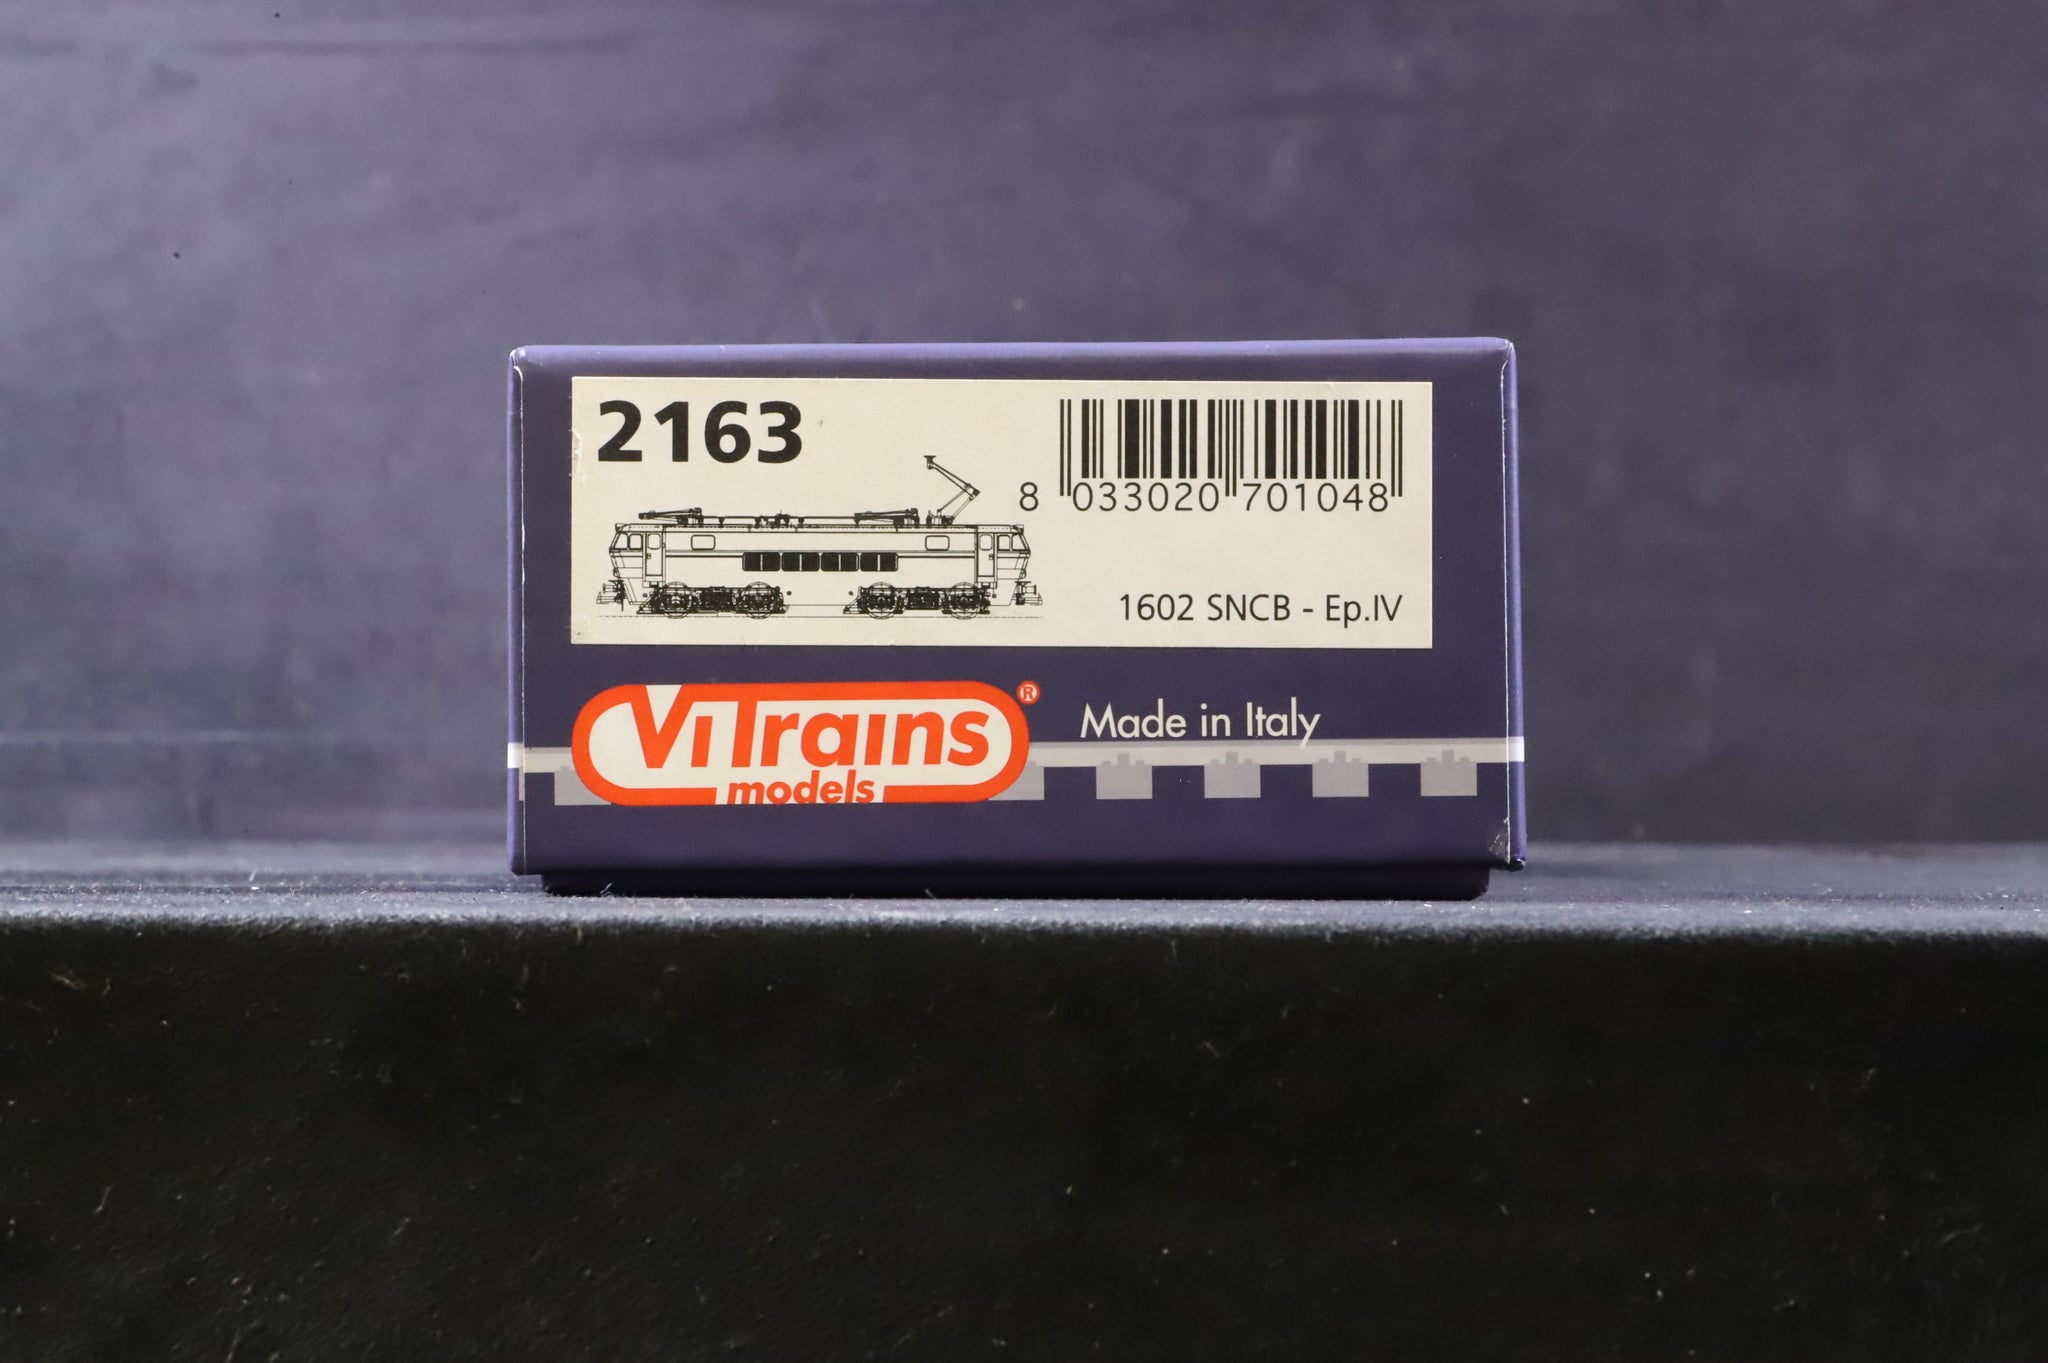 2163
8 033020 701048
1602 SNCB - Ep.IV
ViTrains®
models
Made in Italy